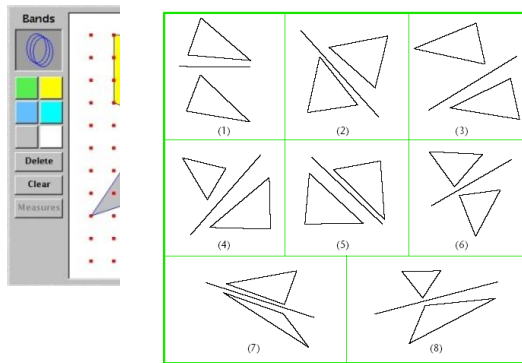 Bands
Delete
Clear
Measures
(1)
(2)
(3)
(4)
(5)
(6)
(7)
(8)